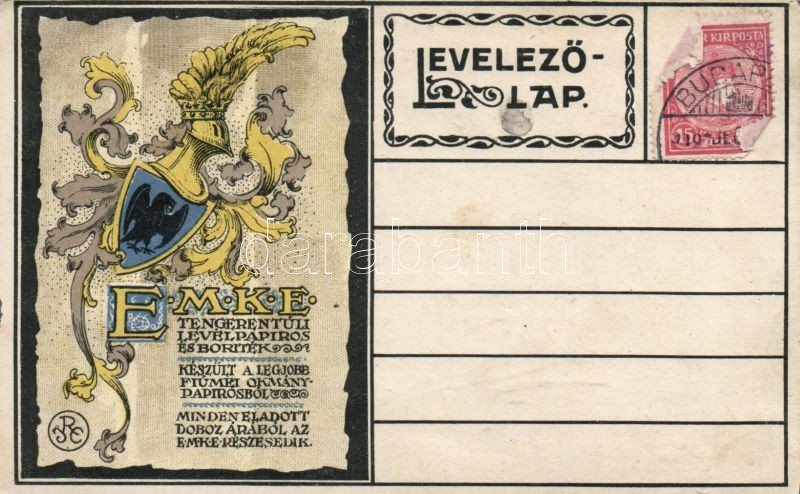 E·M·K·E·
TENGERENTÚLI
LEVÉLPAPIROS
ÉS BORITÉK
KÉSZÜLT A LEGJOBB
FIUMEI OKMÁNY-
PAPIROSBÓL
MINDEN ELADOTT
DOBOZ ÁRÁBÓL AZ
E·M·K·E· RÉSZESEDIK.
LEVELEZŐ-
LAP.
R KIR POSTA
BUDAP
darabanth